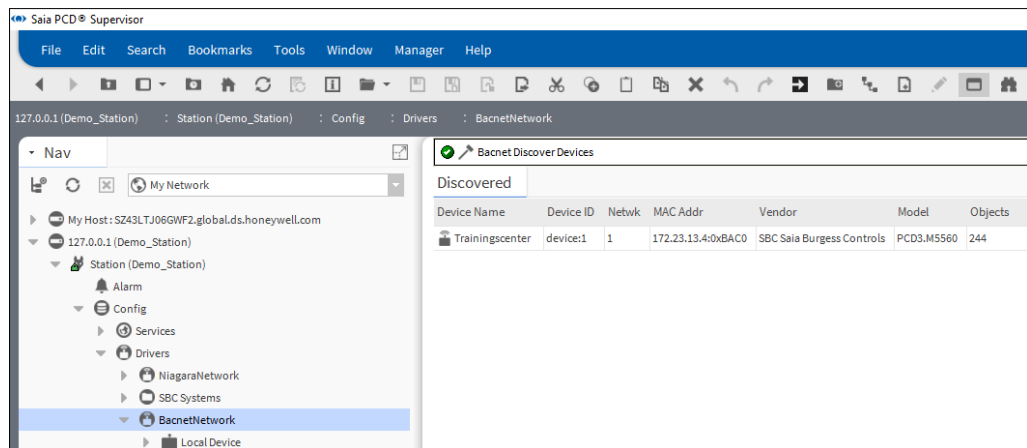 Saia PCD® Supervisor
File Edit Search Bookmarks Tools Window Manager Help
127.0.0.1 (Demo_Station) : Station (Demo_Station) : Config : Drivers : BacnetNetwork
Nav
My Network
My Host : SZ43LTJ06GWF2.global.ds.honeywell.com
127.0.0.1 (Demo_Station)
Station (Demo_Station)
Alarm
Config
Services
Drivers
NiagaraNetwork
SBC Systems
BacnetNetwork
Local Device
Bacnet Discover Devices
Discovered
Device Name Device ID Netwk MAC Addr Vendor Model Objects
Trainingscenter device:1 1 172.23.13.4:0xBAC0 SBC Saia Burgess Controls PCD3.M5560 244